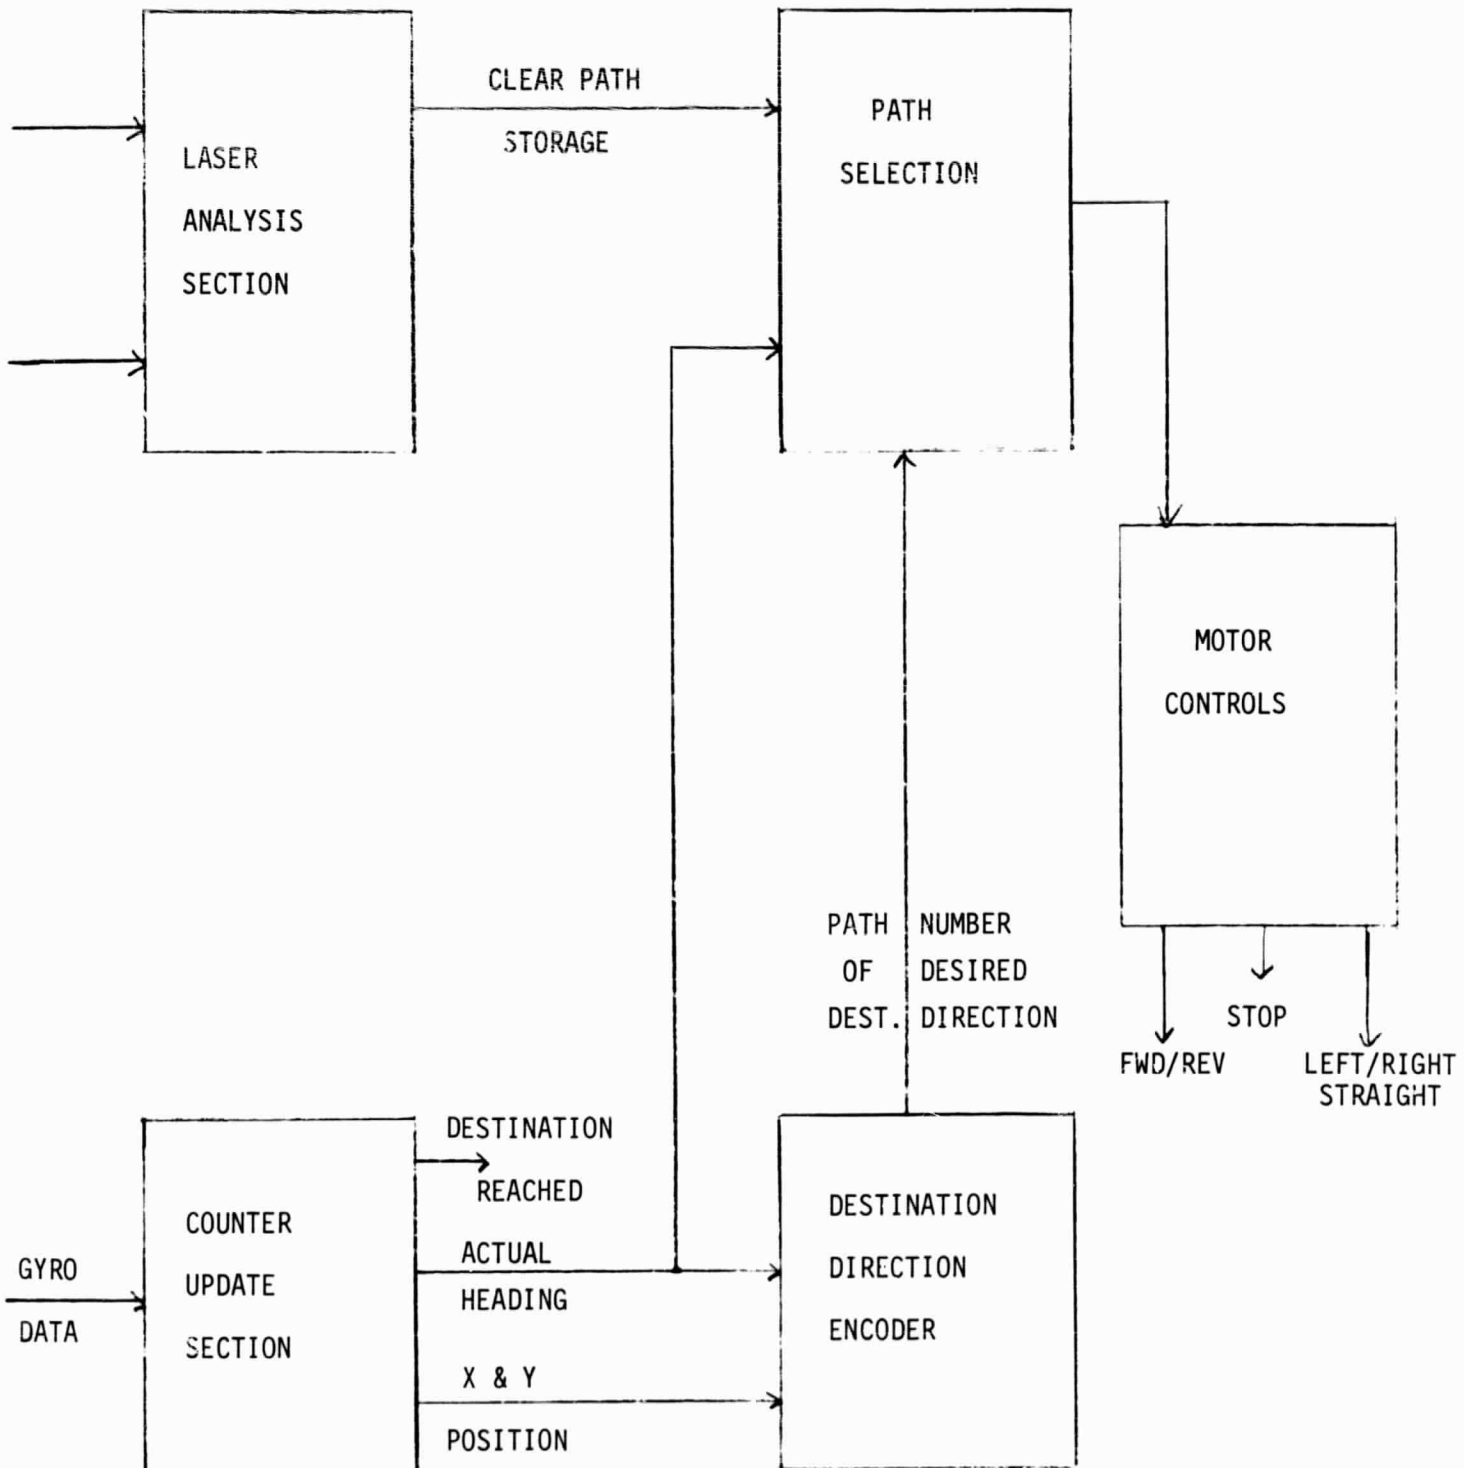 CLEAR PATH
STORAGE
LASER
ANALYSIS
SECTION
PATH
SELECTION
MOTOR
CONTROLS
PATH NUMBER
OF DESIRED
DEST. DIRECTION
FWD/REV
STOP
LEFT/RIGHT
STRAIGHT
GYRO
DATA
COUNTER
UPDATE
SECTION
DESTINATION
REACHED
ACTUAL
HEADING
X & Y
POSITION
DESTINATION
DIRECTION
ENCODER